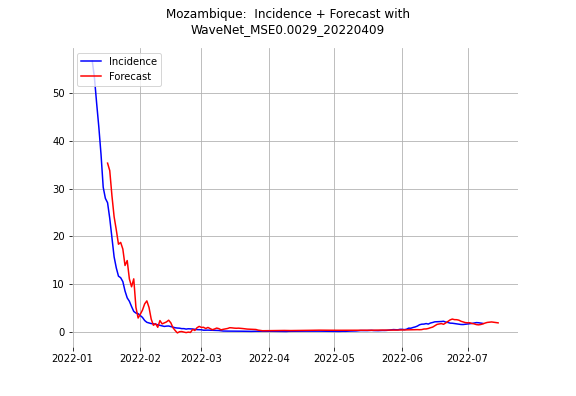 Mozambique:  Incidence + Forecast with
WaveNet_MSE0.0029_20220409
Incidence
Forecast
50
40
30
20
10
0
2022-01 2022-02 2022-03 2022-04 2022-05 2022-06 2022-07